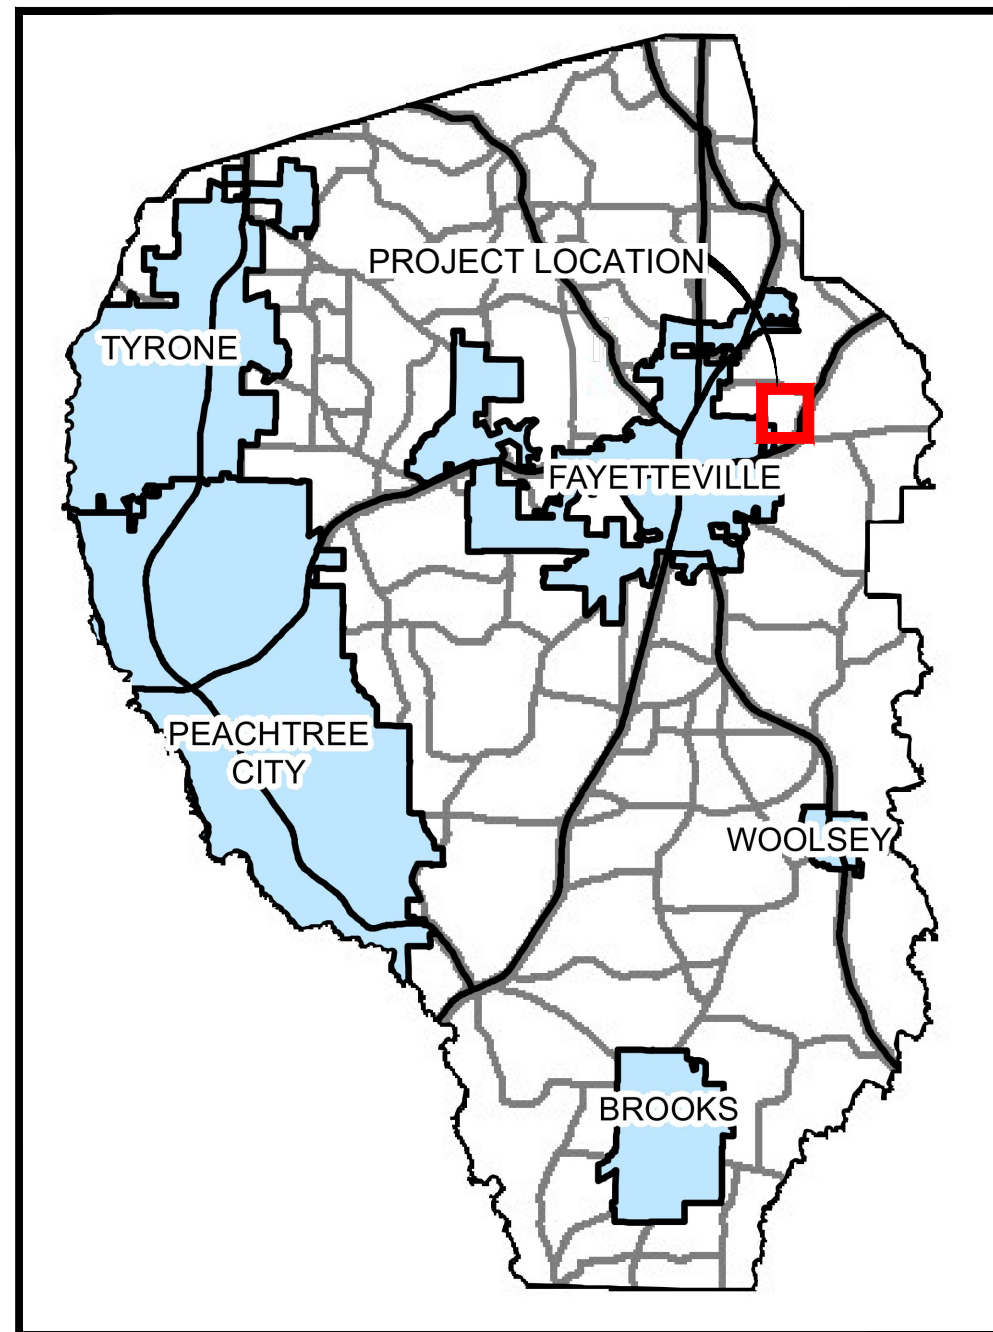 PROJECT LOCATION
TYRONE
FAYETTEVILLE
PEACHTREE
CITY
WOOLSEY
BROOKS